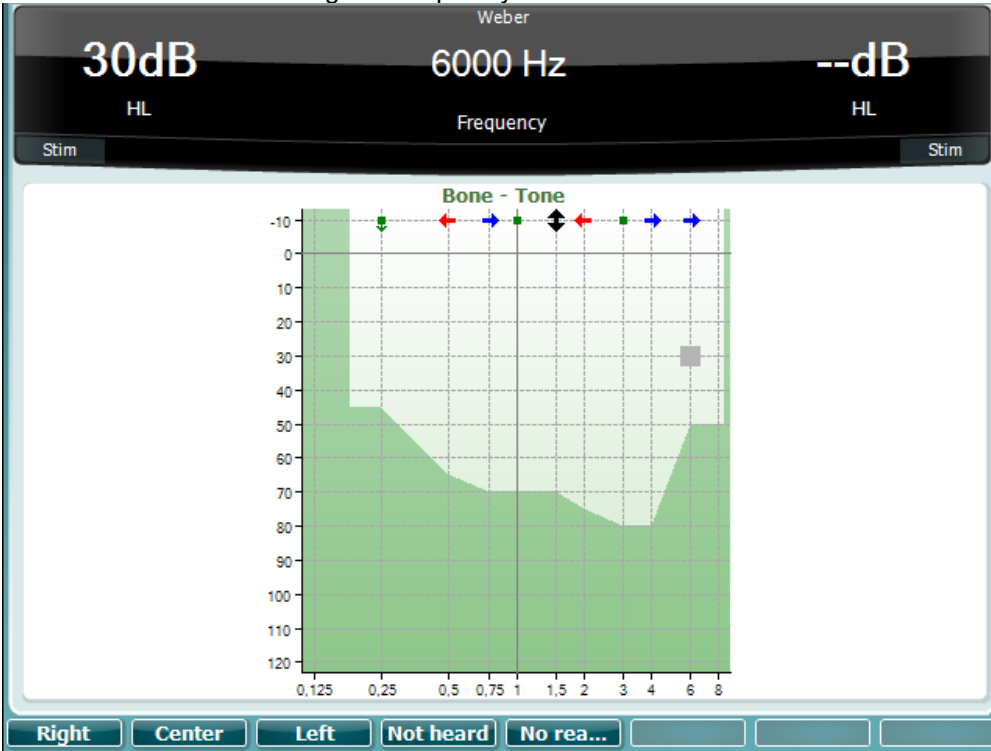 Weber
30dB
6000 Hz
--dB
HL
Frequency
HL
Stim
Stim
Bone - Tone
-10
0
10
20
30
40
50
60
70
80
90
100
110
120
0,125 0,25 0,5 0,75 1 1,5 2 3 4 6 8
Right Center Left Not heard No rea...